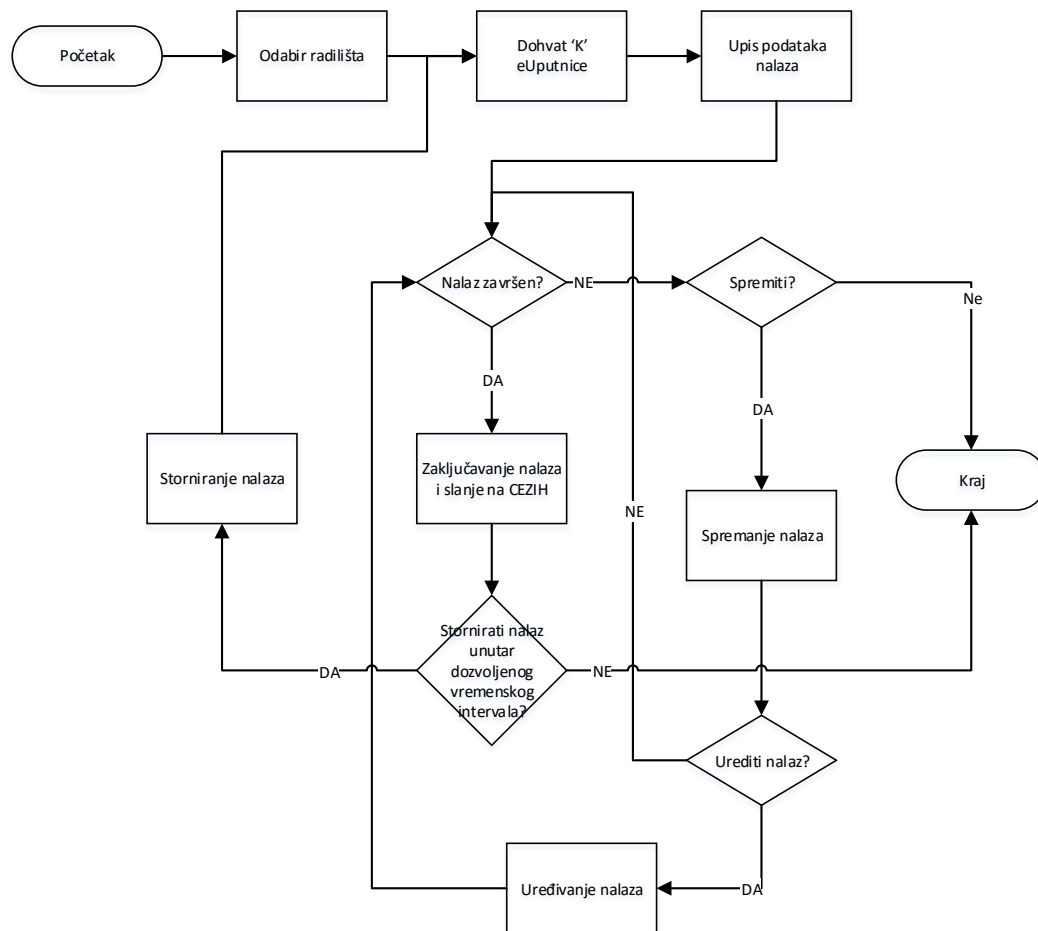 Početak
Odabir radilišta
Dohvat ‘K’
eUputnice
Upis podataka
nalaza
Nalaz završen?
NE
Spremiti?
Ne
DA
DA
Storniranje nalaza
Zaključavanje nalaza
i slanje na CEZIH
Kraj
NE
Spremanje nalaza
Stornirati nalaz
unutar
dozvoljenog
vremenskog
intervala?
DA
NE
Urediti nalaz?
Uređivanje nalaza
DA